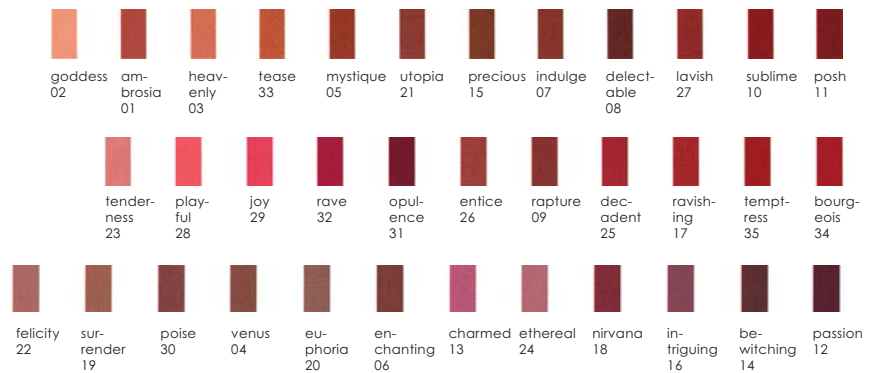 goddess am- heav- tease mystique utopia precious indulge delect- lavish sublime posh
02 brosia enly 33 05 21 15 07 able 27 10 11
01 03 08
tender- play- joy rave opul- entice rapture dec- ravish- tempt- bourg-
ness ful 29 32 ence 26 09 adent ing ress eois
23 28 31 25 17 35 34
felicity sur- poise venus eu- en- charmed ethereal nirvana in- be- passion
22 render 30 04 phoria chanting 13 24 18 triguing witching 12
19 20 06 16 14